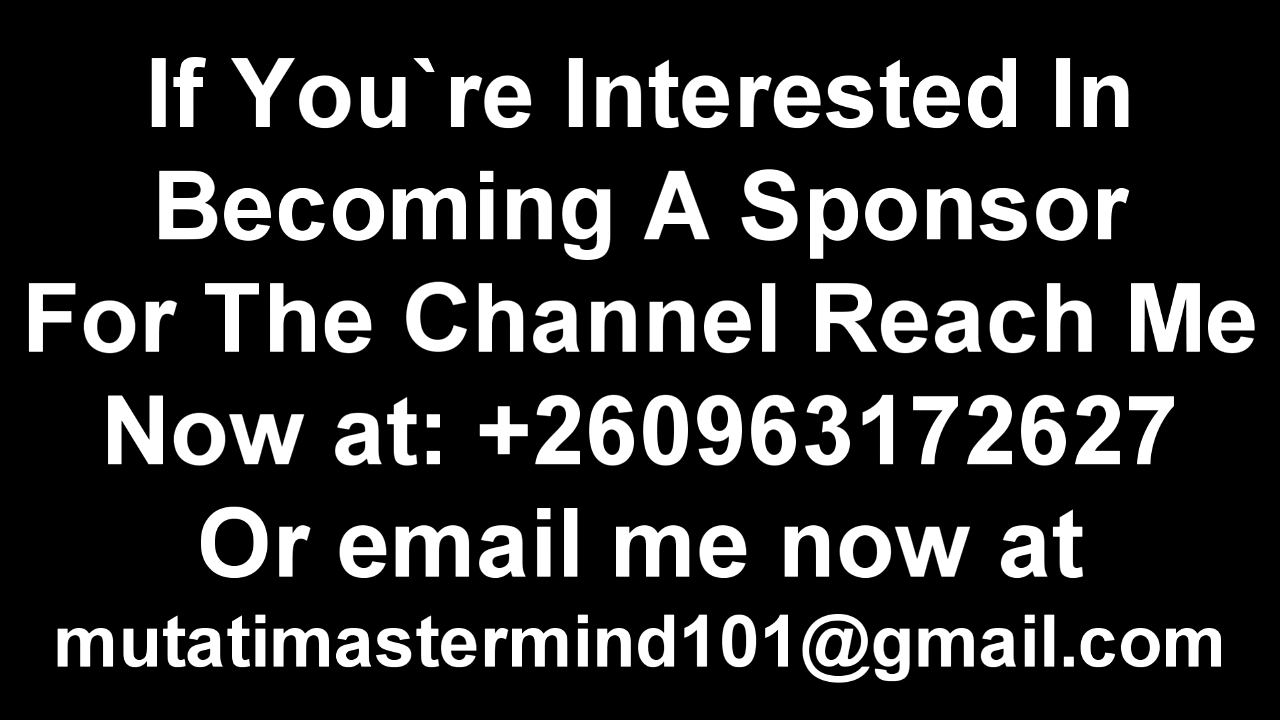 If You`re Interested In
Becoming A Sponsor
For The Channel Reach Me
Now at: +260963172627
Or email me now at
mutatimastermind101@gmail.com